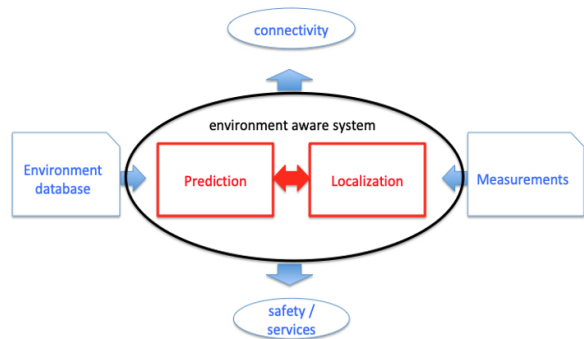 connectivity
environment aware system
Environment
database
Prediction
Localization
Measurements
safety /
services